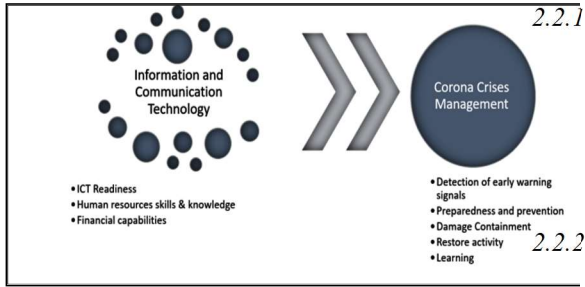 2.2.1
Information and
Communication
Technology
Corona Crises
Management
• ICT Readiness
• Human resources skills & knowledge
• Financial capabilities
• Detection of early warning
signals
• Preparedness and prevention
• Damage Containment
• Restore activity
• Learning
2.2.2